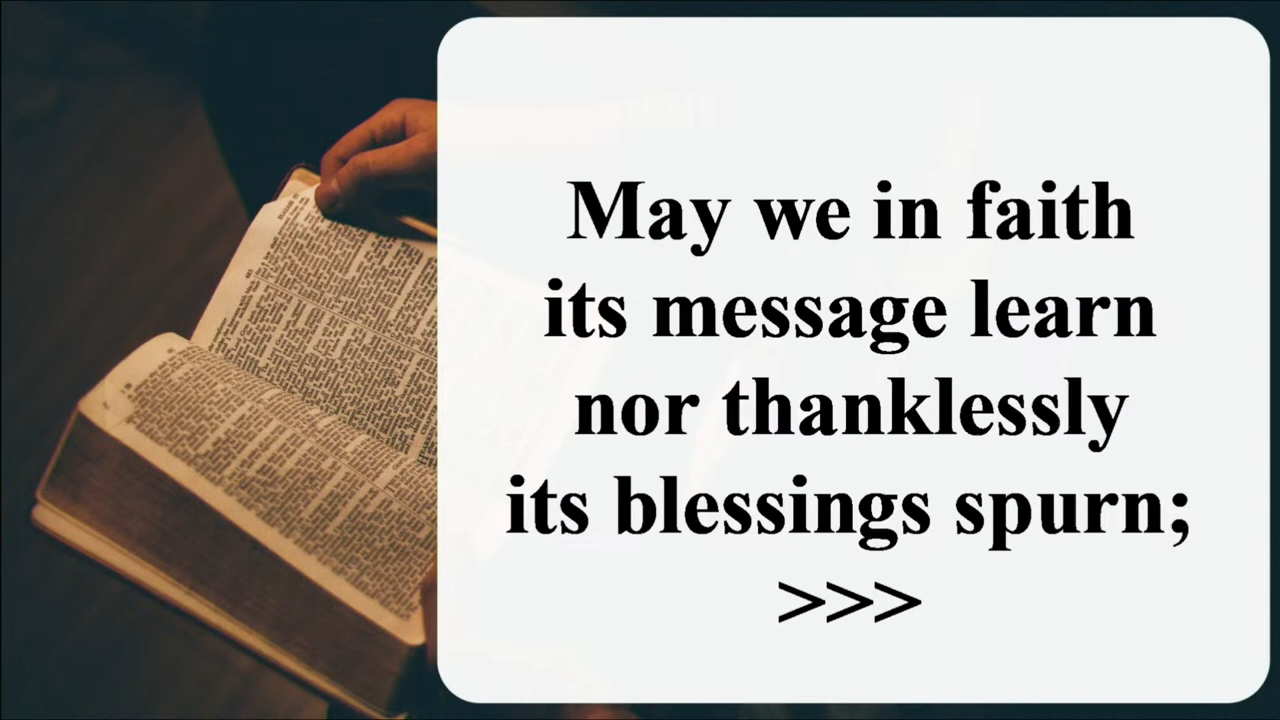 May we in faith
its message learn
nor thanklessly
its blessings spurn;
>>>